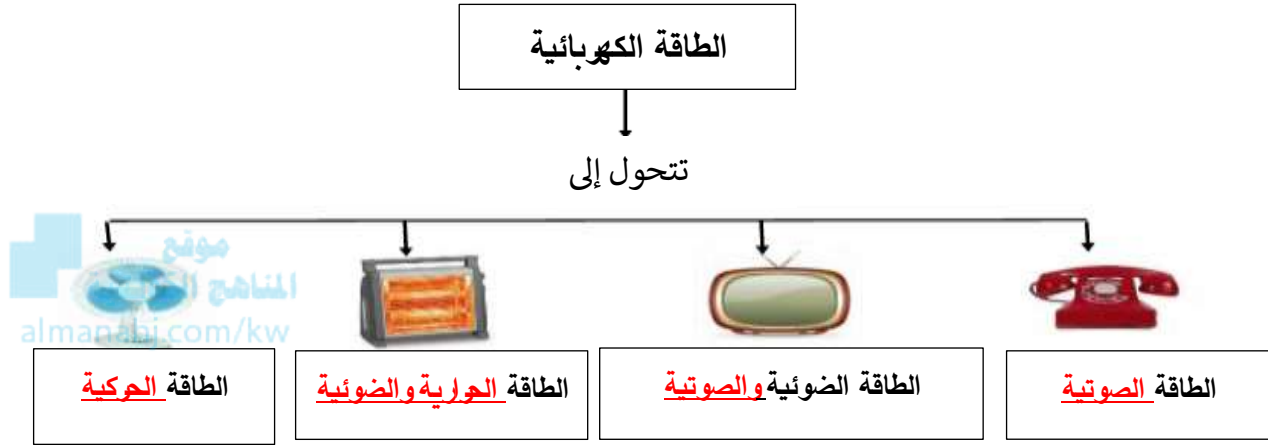 الطاقة الكهربائية
تتحول إلى
موقع
المناهج
almanahj.com/kw
الطاقة الصوتية
الطاقة الضوئية والصوتية
الطاقة الحرارية والضوئية
الطاقة الحركية